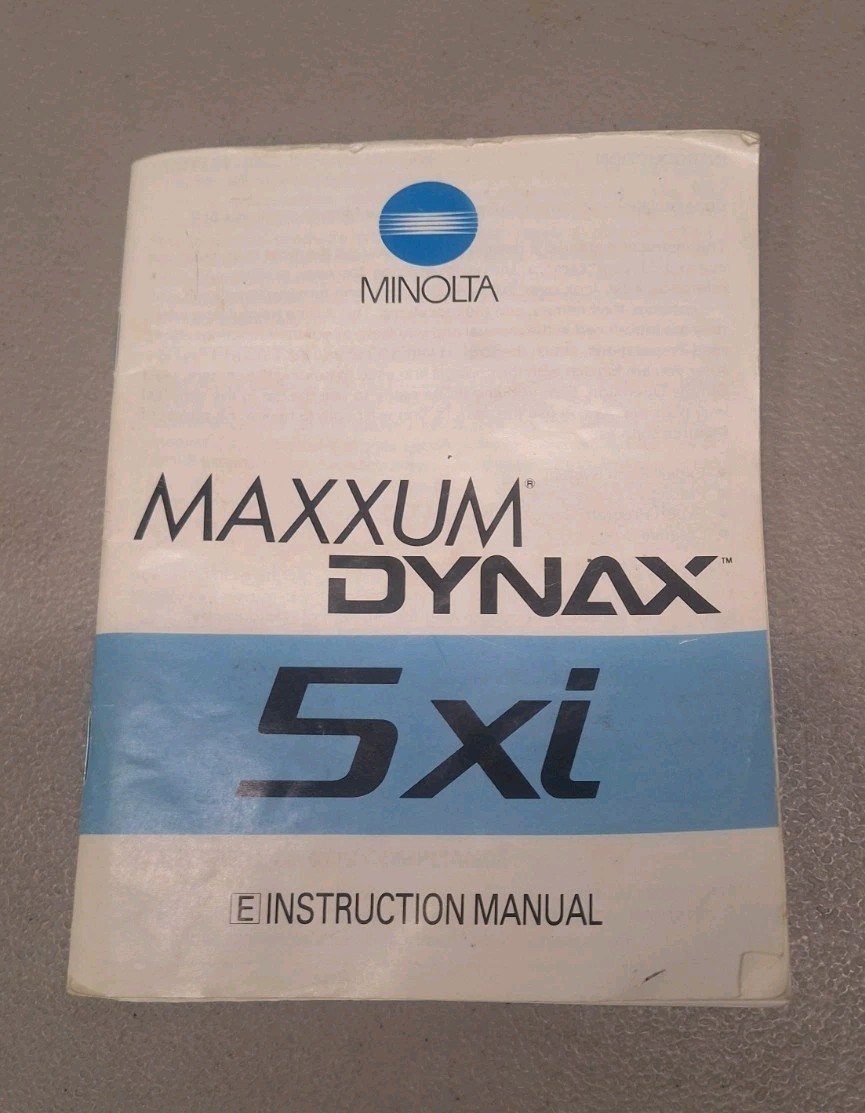 MINOLTA
MAXXUM®
DYNAX™
5xi
E INSTRUCTION MANUAL